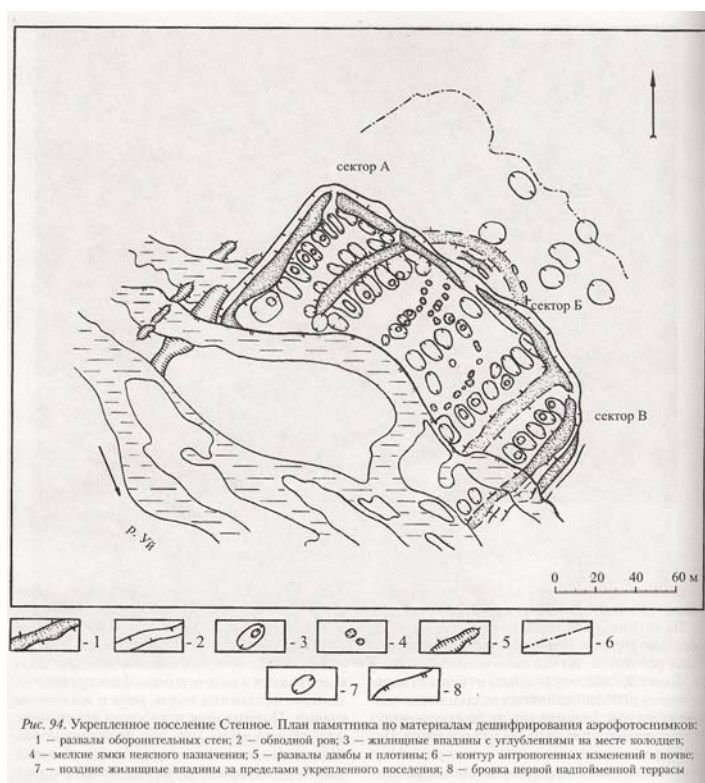 сектор А
сектор Б
сектор В
р. Уй
0 20 40 60 м
- 1 - 2 - 3 - 4 - 5 - 6
- 7 - 8
Рис. 94. Укрепленное поселение Степное. План памятника по материалам дешифрирования аэрофотоснимков:
1 — развалы оборонительных стен; 2 — обводной ров; 3 — жилищные впадины с углублениями на месте колодцев;
4 — мелкие ямки неясного назначения; 5 — развалы дамбы и плотины; 6 — контур антропогенных изменений в почве;
7 — поздние жилищные впадины за пределами укрепленного поселения; 8 — бровка первой надпойменной террасы